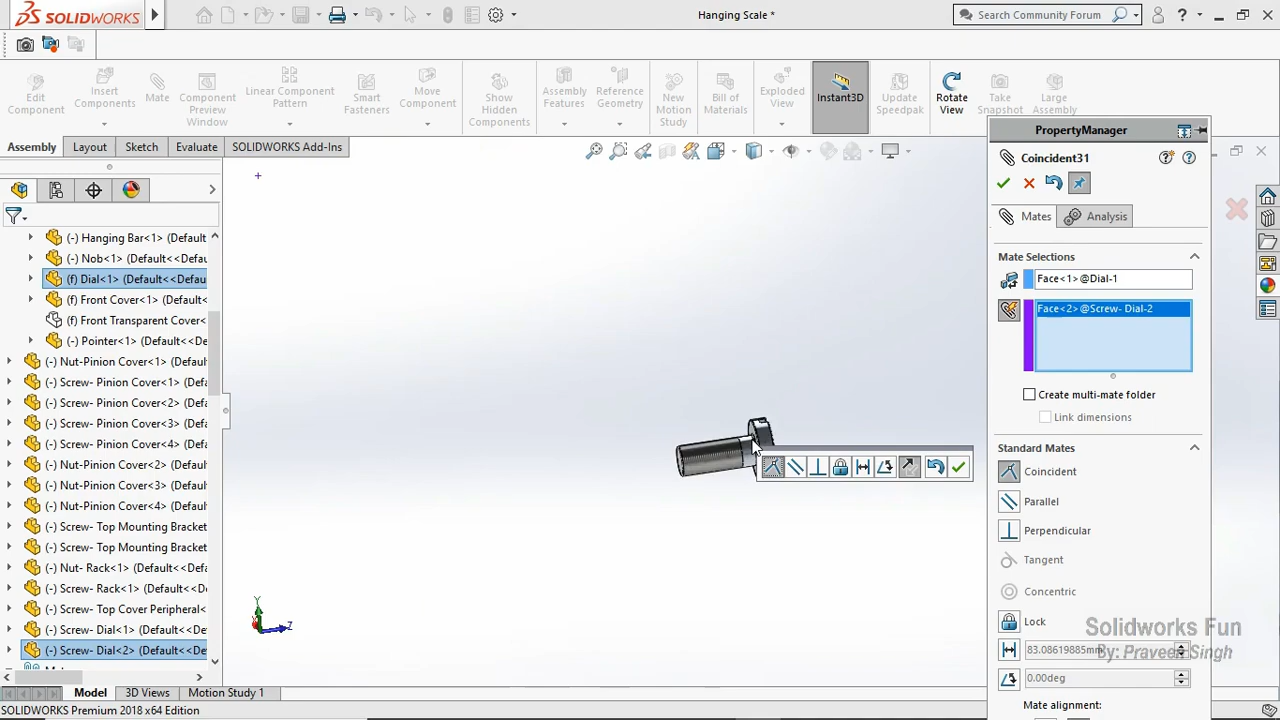 SOLIDWORKS
Hanging Scale *
Search Community Forum
Edit Component
Insert Components
Mate
Component Preview Window
Linear Component Pattern
Smart Fasteners
Move Component
Show Hidden Components
Assembly Features
Reference Geometry
New Motion Study
Bill of Materials
Exploded View
Instant3D
Update Speedpak
Rotate View
Take Snapshot
Large Assembly
Assembly Layout Sketch Evaluate SOLIDWORKS Add-Ins
PropertyManager
Coincident31
Mates Analysis
Mate Selections
Face<1>@Dial-1
Face<2>@Screw- Dial-2
Create multi-mate folder
Link dimensions
Standard Mates
Coincident
Parallel
Perpendicular
Tangent
Concentric
Lock
83.08619885mm
0.00deg
Mate alignment:
(-) Hanging Bar<1> (Default
(-) Nob<1> (Default<<Defa
(f) Dial<1> (Default<<Defau
(f) Front Cover<1> (Default<
(f) Front Transparent Cover<
(-) Pointer<1> (Default<<D
(-) Nut-Pinion Cover<1> (Defaul
(-) Screw- Pinion Cover<1> (Defa
(-) Screw- Pinion Cover<2> (Defa
(-) Screw- Pinion Cover<3> (Defa
(-) Screw- Pinion Cover<4> (Defa
(-) Nut-Pinion Cover<2> (Defaul
(-) Nut-Pinion Cover<3> (Defaul
(-) Nut-Pinion Cover<4> (Defaul
(-) Screw- Top Mounting Bracket
(-) Screw- Top Mounting Bracket
(-) Nut- Rack<1> (Default<<Defa
(-) Screw- Rack<1> (Default<<De
(-) Screw- Top Cover Peripheral<
(-) Screw- Dial<1> (Default<<De
(-) Screw- Dial<2> (Default<<De
Y
Z
Solidworks Fun
By: Praveen Singh
Model 3D Views Motion Study 1
SOLIDWORKS Premium 2018 x64 Edition